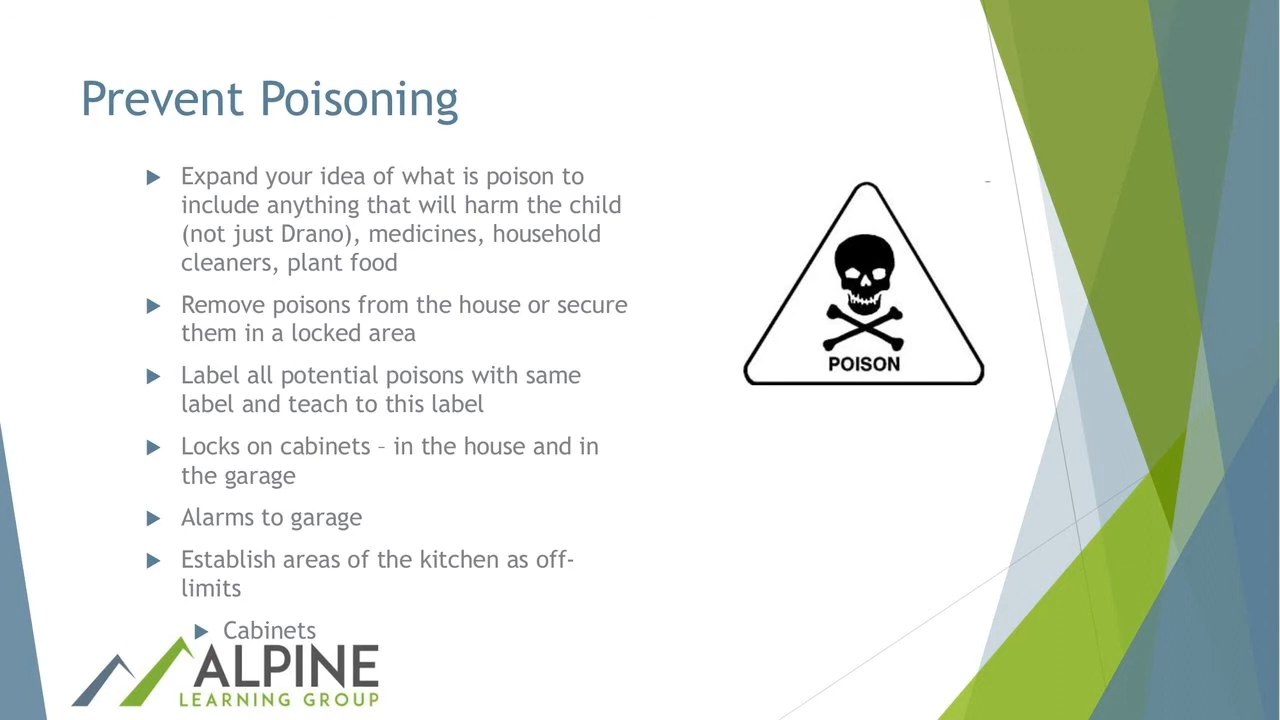 Prevent Poisoning
Expand your idea of what is poison to
include anything that will harm the child
(not just Drano), medicines, household
cleaners, plant food
Remove poisons from the house or secure
them in a locked area
Label all potential poisons with same
label and teach to this label
Locks on cabinets – in the house and in
the garage
Alarms to garage
Establish areas of the kitchen as off-
limits
Cabinets
POISON
ALPINE
LEARNING GROUP